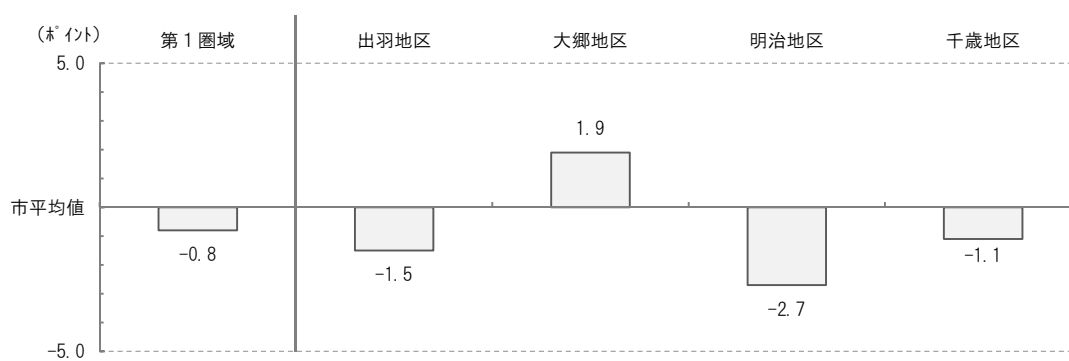 (ﾎﾟｲﾝﾄ)
第1圏域 出羽地区 大郷地区 明治地区 千歳地区
5.0
1.9
市平均値
-0.8
-1.5
-1.1
-2.7
-5.0